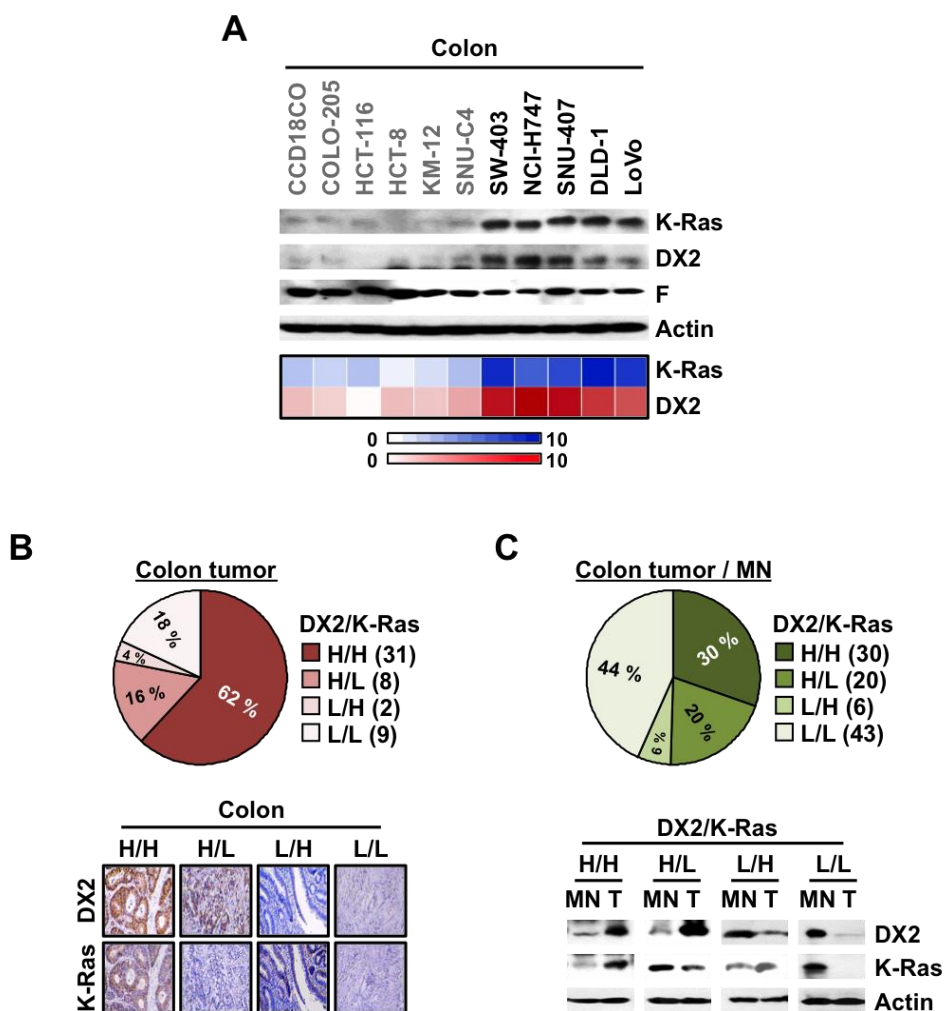 A
Colon
CCD18CO
COLO-205
HCT-116
HCT-8
KM-12
SNU-C4
SW-403
NCI-H747
SNU-407
DLD-1
LoVo
K-Ras
DX2
F
Actin
K-Ras
DX2
0 10
0 10
B
Colon tumor
18 %
4 %
16 %
62 %
DX2/K-Ras
H/H (31)
H/L (8)
L/H (2)
L/L (9)
Colon
H/H H/L L/H L/L
DX2
K-Ras
C
Colon tumor / MN
44 %
30 %
20 %
6 %
DX2/K-Ras
H/H (30)
H/L (20)
L/H (6)
L/L (43)
DX2/K-Ras
H/H H/L L/H L/L
MN T MN T MN T MN T
DX2
K-Ras
Actin